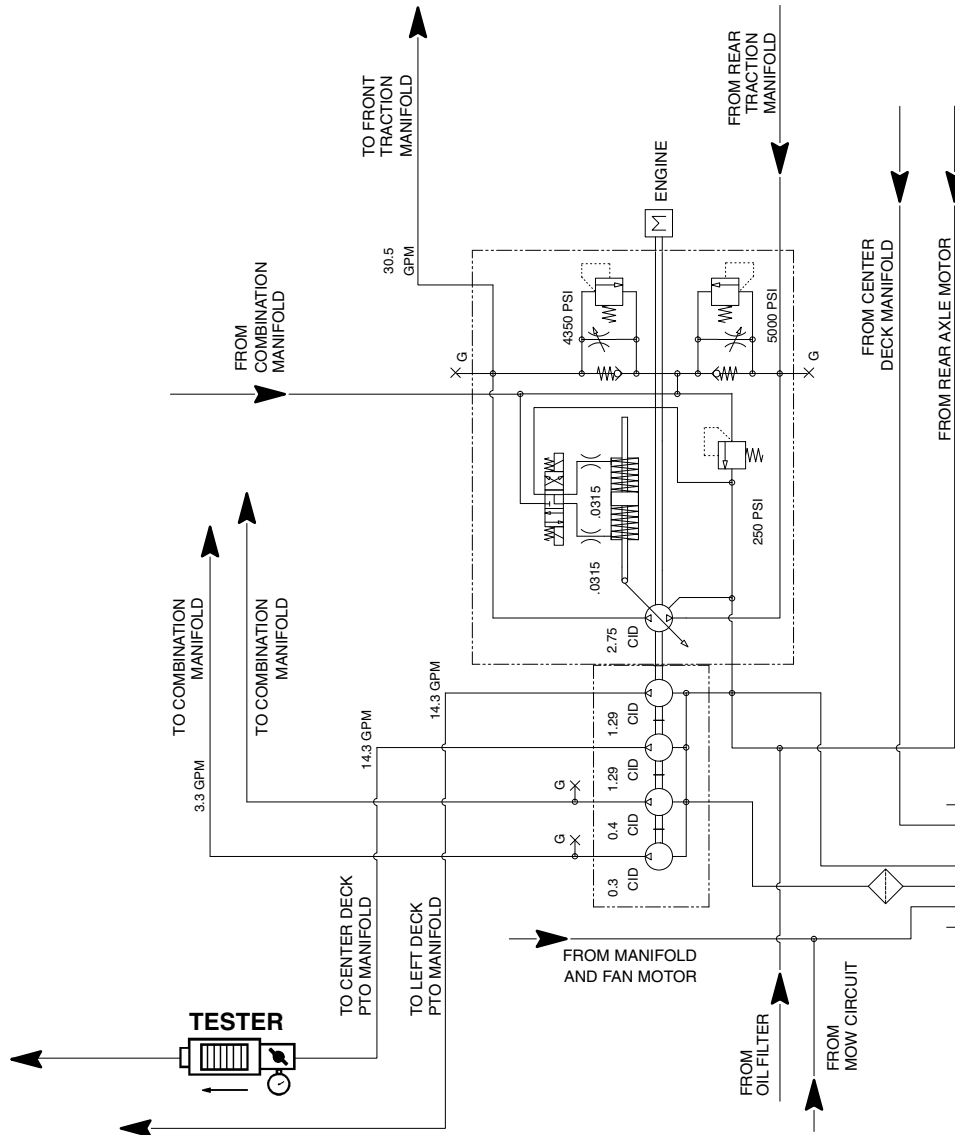 TO FRONT
TRACTION
MANIFOLD
FROM REAR
TRACTION
MANIFOLD
30.5
GPM
FROM
COMBINATION
MANIFOLD
M
ENGINE
4350 PSI
5000 PSI
G
G
FROM CENTER
DECK MANIFOLD
FROM REAR AXLE MOTOR
.0315
.0315
250 PSI
2.75
CID
TO COMBINATION
MANIFOLD
TO COMBINATION
MANIFOLD
3.3 GPM
14.3 GPM
14.3 GPM
G
G
1.29
CID
1.29
CID
0.4
CID
0.3
CID
TO CENTER DECK
PTO MANIFOLD
TO LEFT DECK
PTO MANIFOLD
FROM MANIFOLD
AND FAN MOTOR
TESTER
FROM
OIL FILTER
FROM
MOW CIRCUIT